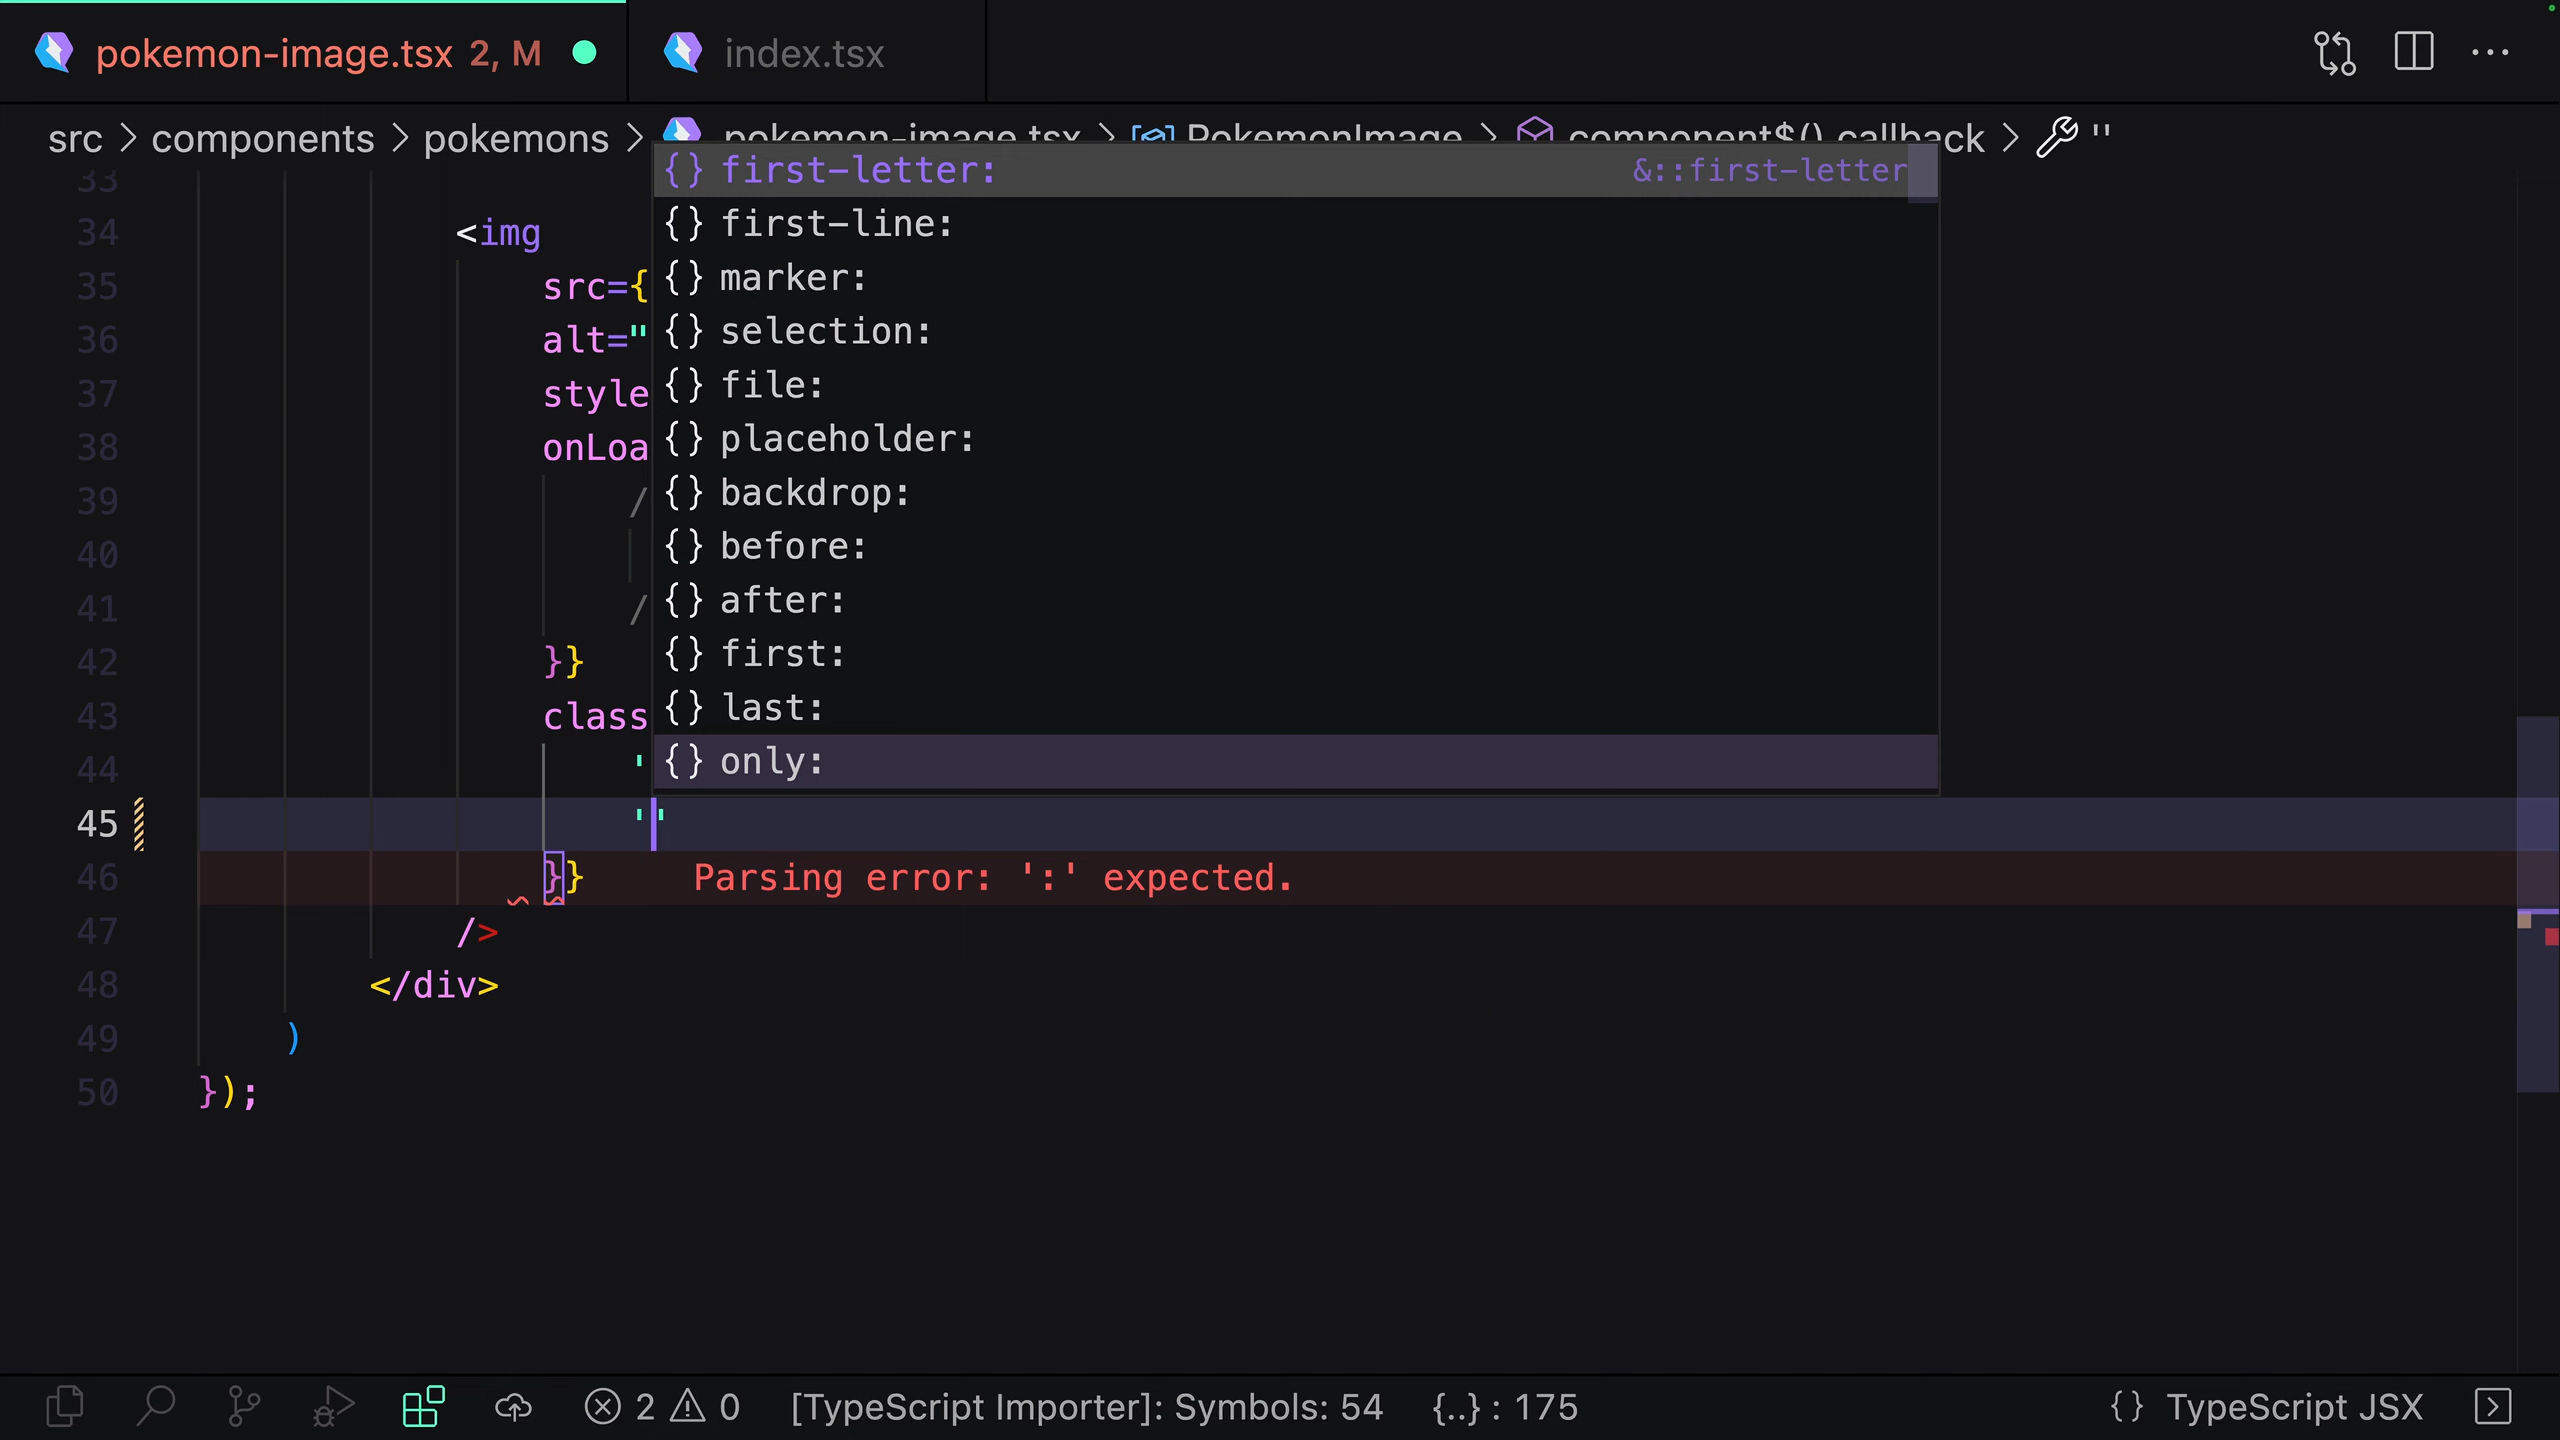 pokemon-image.tsx 2, M
index.tsx
src > components > pokemons > pokemon-image.tsx > PokemonImage > component$() callback > ''
33
34 <img
35 src={
36 alt="
37 style
38 onLoa
39 /
40
41 /
42 }}
43 class
44 '
45 ''
46 }} Parsing error: ':' expected.
47 />
48 </div>
49 )
50 });
{} first-letter: &::first-letter
{} first-line:
{} marker:
{} selection:
{} file:
{} placeholder:
{} backdrop:
{} before:
{} after:
{} first:
{} last:
{} only:
2 0 [TypeScript Importer]: Symbols: 54 {..} : 175
{} TypeScript JSX